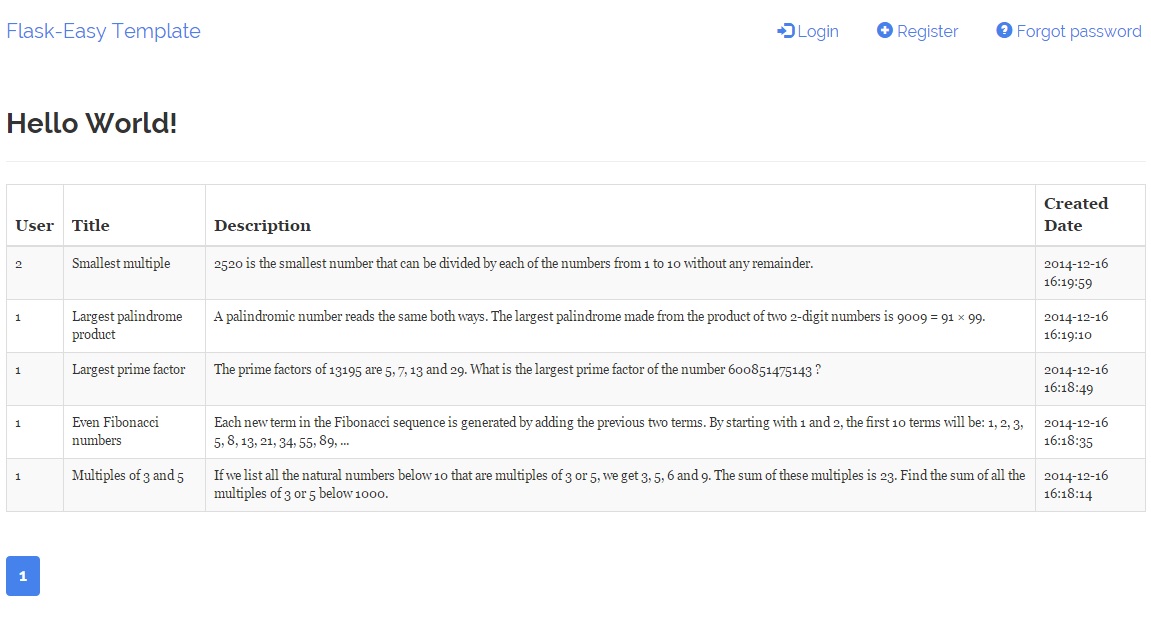 Flask-Easy Template
Login Register Forgot password
Hello World!
User Title Description Created
Date
2 Smallest multiple 2520 is the smallest number that can be divided by each of the numbers from 1 to 10 without any remainder. 2014-12-16
16:19:59
1 Largest palindrome A palindromic number reads the same both ways. The largest palindrome made from the product of two 2-digit numbers is 9009 = 91 × 99. 2014-12-16
product 16:19:10
1 Largest prime factor The prime factors of 13195 are 5, 7, 13 and 29. What is the largest prime factor of the number 600851475143 ? 2014-12-16
16:18:49
1 Even Fibonacci Each new term in the Fibonacci sequence is generated by adding the previous two terms. By starting with 1 and 2, the first 10 terms will be: 1, 2, 3, 2014-12-16
numbers 5, 8, 13, 21, 34, 55, 89, ... 16:18:35
1 Multiples of 3 and 5 If we list all the natural numbers below 10 that are multiples of 3 or 5, we get 3, 5, 6 and 9. The sum of these multiples is 23. Find the sum of all the 2014-12-16
multiples of 3 or 5 below 1000. 16:18:14
1